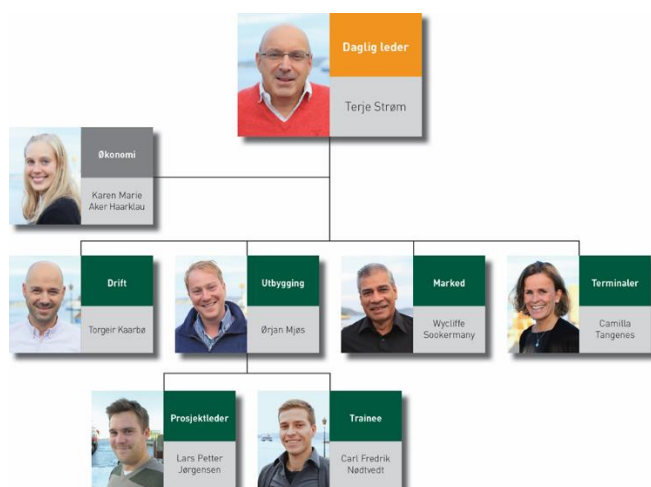 Daglig leder
Terje Strøm
Økonomi
Karen Marie
Aker Haarklau
Drift
Torgeir Kaarbø
Utbygging
Ørjan Mjøs
Marked
Wycliffe
Sookermany
Terminaler
Camilla
Tangenes
Prosjektleder
Lars Petter
Jørgensen
Trainee
Carl Fredrik
Nødtvedt